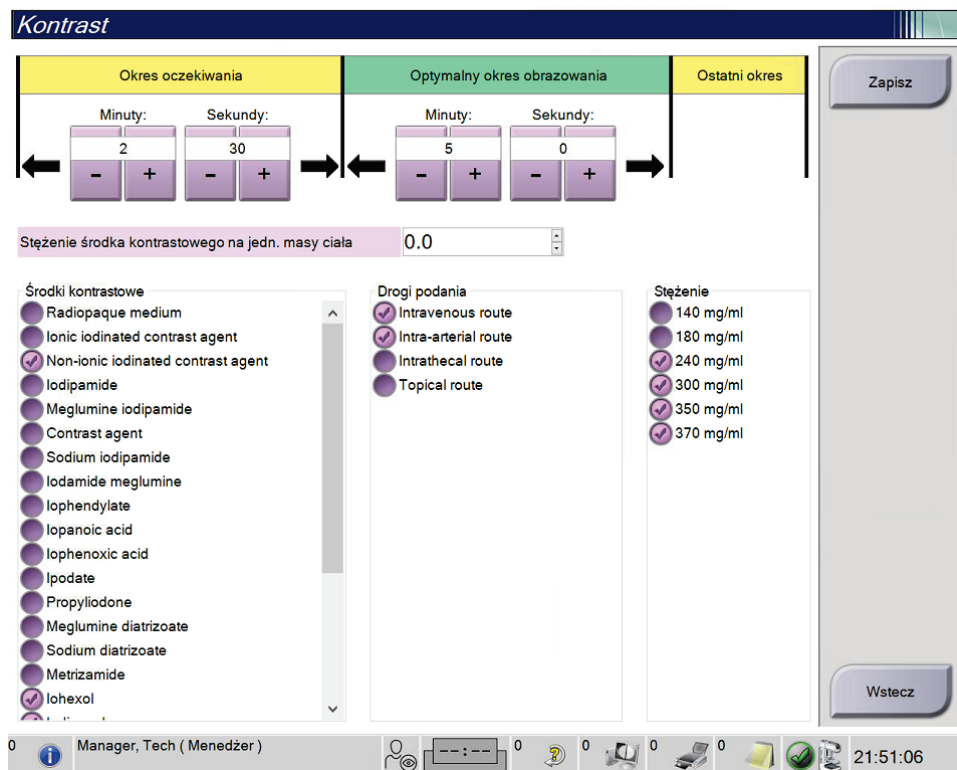 Kontrast
Okres oczekiwania
Optymalny okres obrazowania
Ostatni okres
Zapisz
Minuty: Sekundy:
Minuty: Sekundy:
2 30
5 0
- + - +
- + - +
Stężenie środka kontrastowego na jedn. masy ciała 0.0
Środki kontrastowe
Radiopaque medium
Ionic iodinated contrast agent
Non-ionic iodinated contrast agent
Iodipamide
Meglumine iodipamide
Contrast agent
Sodium iodipamide
Iodamide meglumine
Iophendylate
Iopanoic acid
Iophenoxic acid
Ipodate
Propyliodone
Meglumine diatrizoate
Sodium diatrizoate
Metrizamide
Iohexol
Drogi podania
Intravenous route
Intra-arterial route
Intrathecal route
Topical route
Stężenie
140 mg/ml
180 mg/ml
240 mg/ml
300 mg/ml
350 mg/ml
370 mg/ml
Wstecz
0 Manager, Tech ( Menedżer ) --:-- 0 0 0 0 21:51:06